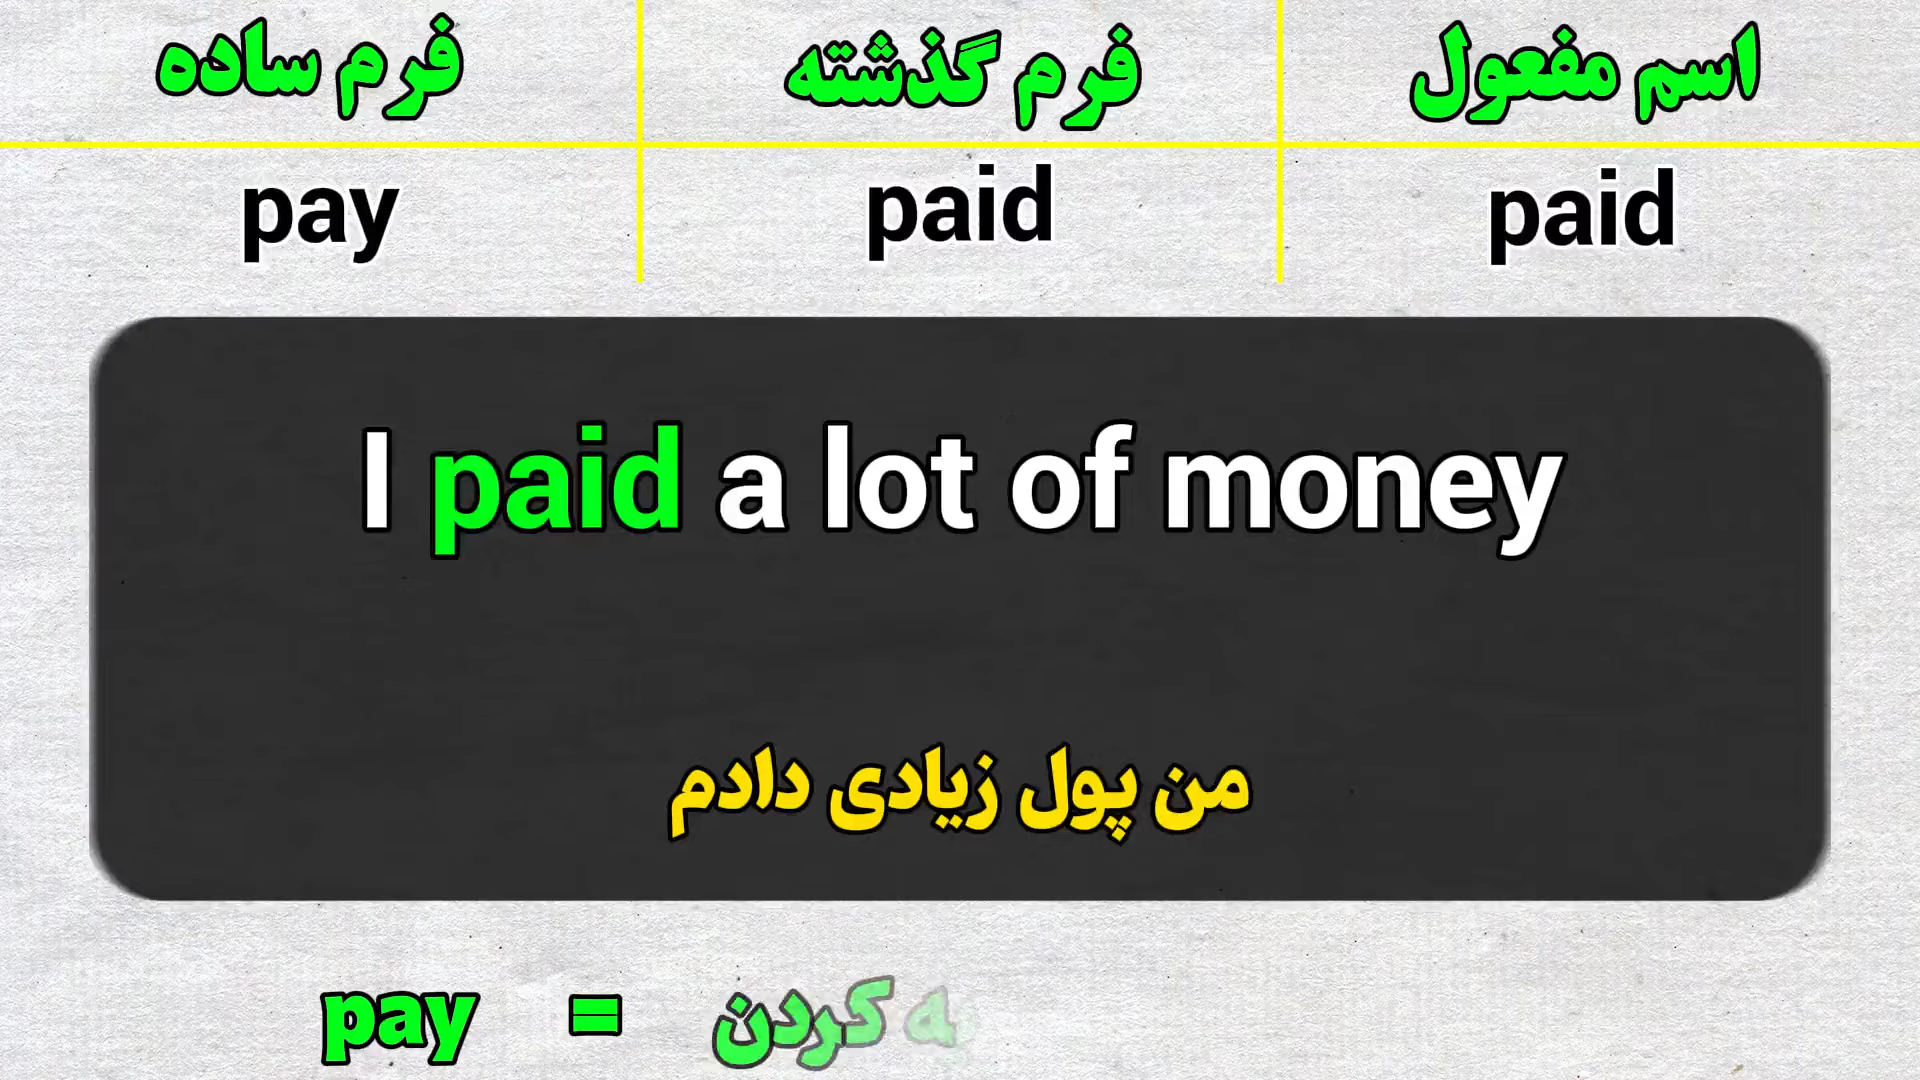 فرم ساده فرم گذشته اسم مفعول
pay paid paid
I paid a lot of money
من پول زیادی دادم
pay = کردن